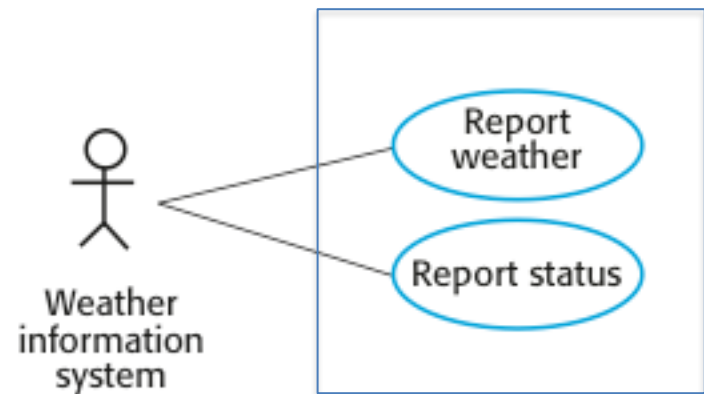 Report
weather
Report status
Weather
information
system